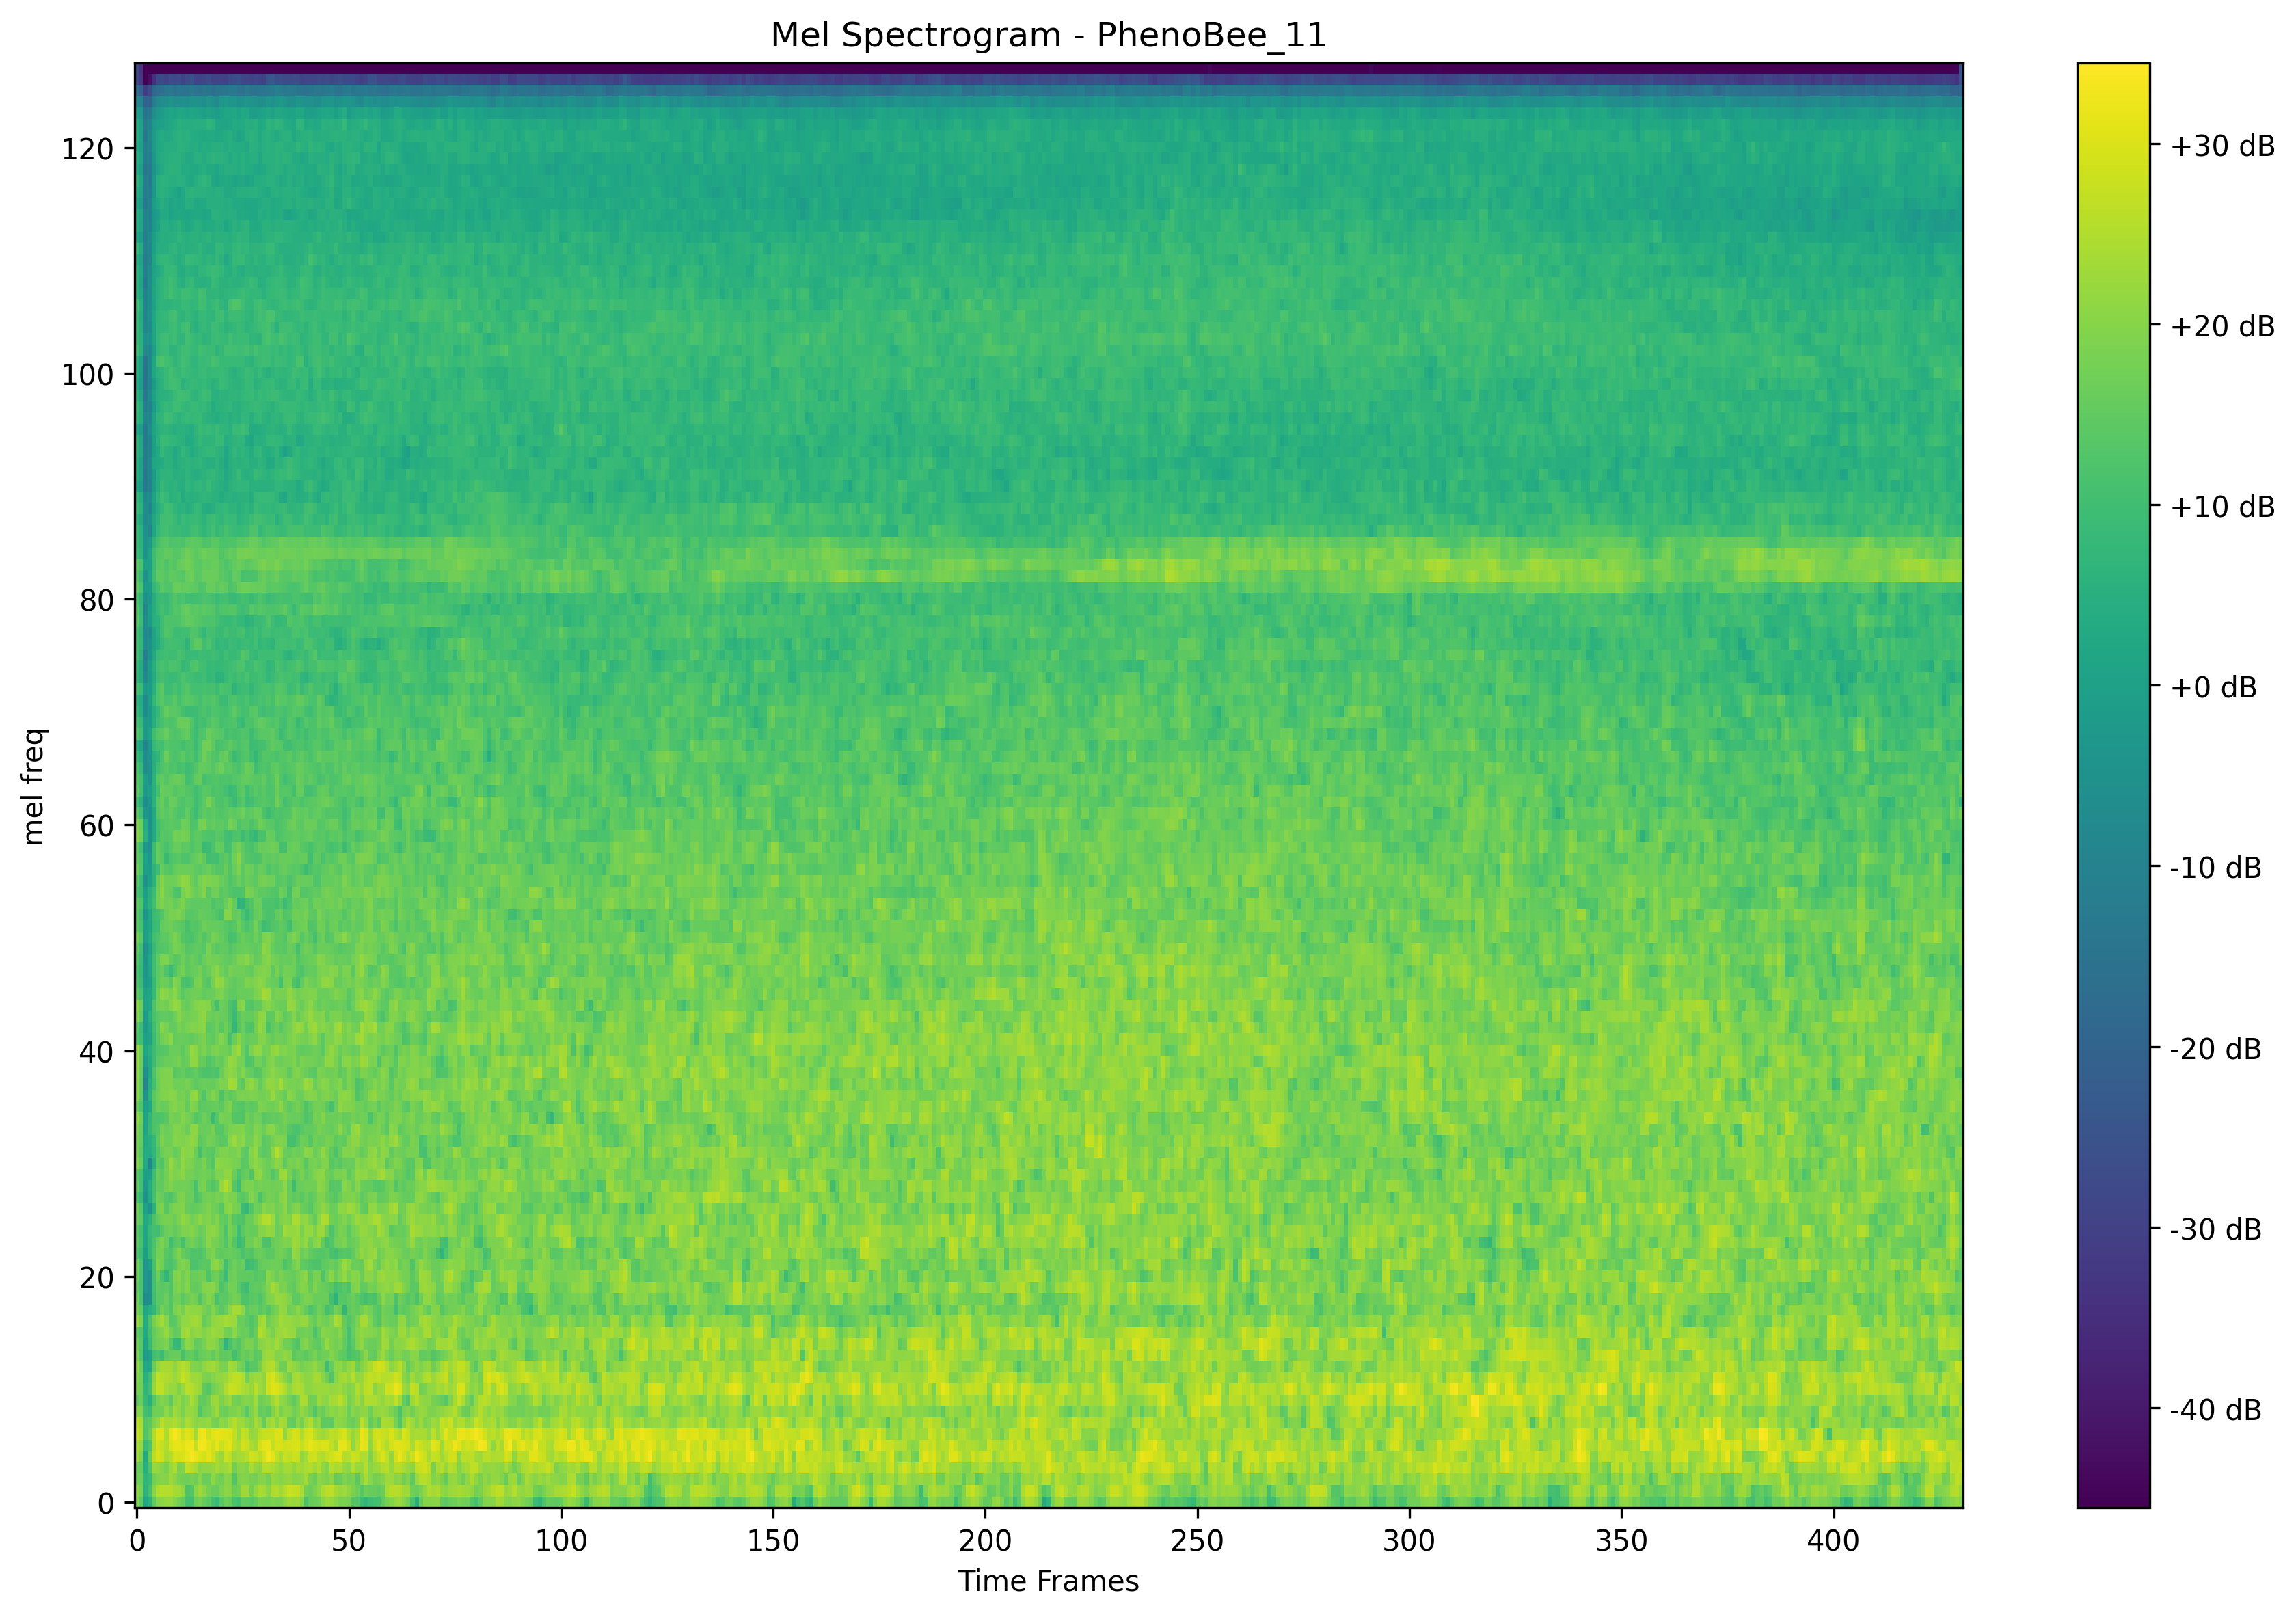 Mel Spectrogram - PhenoBee_11
mel freq
120
100
80
60
40
20
0
0 50 100 150 200 250 300 350 400
Time Frames
+30 dB
+20 dB
+10 dB
+0 dB
-10 dB
-20 dB
-30 dB
-40 dB